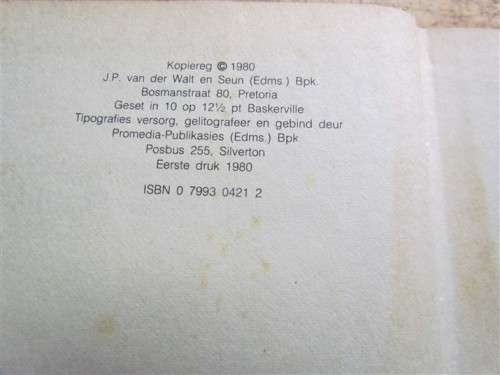 Kopiereg © 1980
J.P. van der Walt en Seun (Edms.) Bpk.
Bosmanstraat 80, Pretoria
Geset in 10 op 12½ pt Baskerville
Tipografies versorg, gelitografeer en gebind deur
Promedia-Publikasies (Edms.) Bpk
Posbus 255, Silverton
Eerste druk 1980
ISBN 0 7993 0421 2